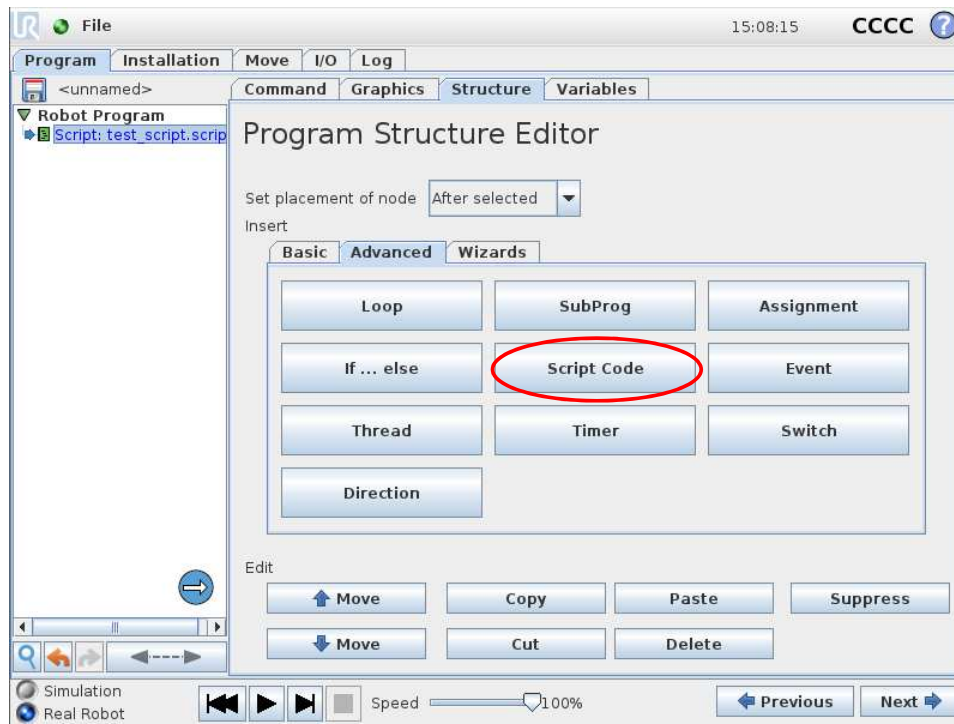 File 15:08:15 CCCC ?
Program Installation Move I/O Log
<unnamed> Command Graphics Structure Variables
Robot Program
Script: test_script.scrip
Program Structure Editor
Set placement of node After selected
Insert
Basic Advanced Wizards
Loop SubProg Assignment
If ... else Script Code Event
Thread Timer Switch
Direction
Edit
Move Copy Paste Suppress
Move Cut Delete
Simulation
Real Robot
Speed 100% Previous Next